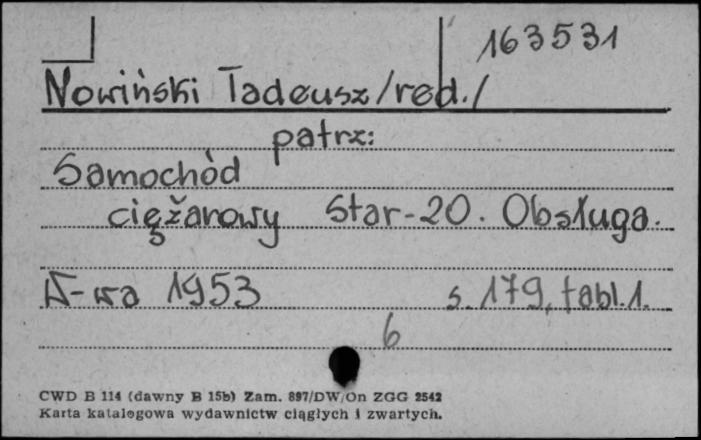 163531
Nowiński Tadeusz /red./
patrz:
Samochód
ciężarowy Star-20. Obsługa.
W-wa 1953 s. 179, tabl.1.
6
CWD B 114 (dawny B 15b) Zam. 897/DW/On ZGG 2542
Karta katalogowa wydawnictw ciągłych i zwartych.